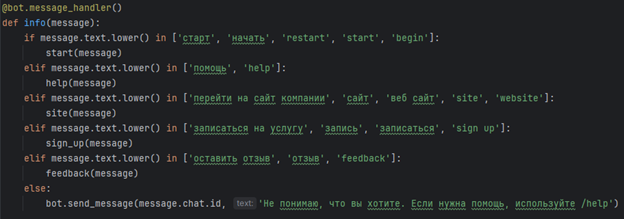 @bot.message_handler()
def info(message):
    if message.text.lower() in ['старт', 'начать', 'restart', 'start', 'begin']:
        start(message)
    elif message.text.lower() in ['помощь', 'help']:
        help(message)
    elif message.text.lower() in ['перейти на сайт компании', 'сайт', 'веб сайт', 'site', 'website']:
        site(message)
    elif message.text.lower() in ['записаться на услугу', 'запись', 'записаться', 'sign up']:
        sign_up(message)
    elif message.text.lower() in ['оставить отзыв', 'отзыв', 'feedback']:
        feedback(message)
    else:
        bot.send_message(message.chat.id, text: 'Не понимаю, что вы хотите. Если нужна помощь, используйте /help')